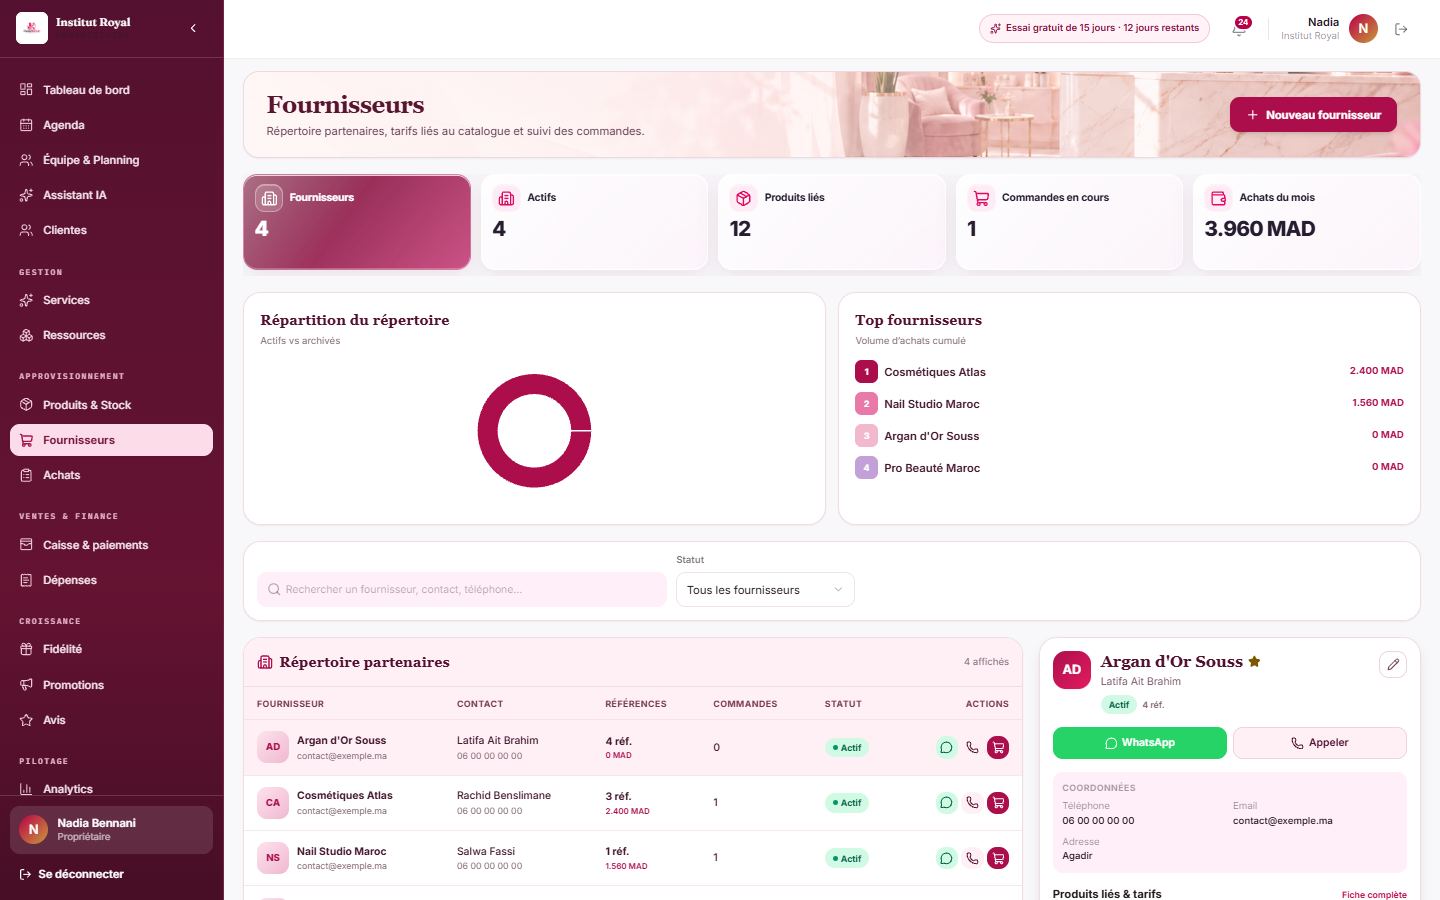 Institut Royal
Tableau de bord
Agenda
Équipe & Planning
Assistant IA
Clientes
GESTION
Services
Ressources
APPROVISIONNEMENT
Produits & Stock
Fournisseurs
Achats
VENTES & FINANCE
Caisse & paiements
Dépenses
CROISSANCE
Fidélité
Promotions
Avis
PILOTAGE
Analytics
N
Nadia Bennani
Propriétaire
Se déconnecter
Essai gratuit de 15 jours · 12 jours restants
24
Nadia
Institut Royal
N
Fournisseurs
Répertoire partenaires, tarifs liés au catalogue et suivi des commandes.
Nouveau fournisseur
Fournisseurs
4
Actifs
4
Produits liés
12
Commandes en cours
1
Achats du mois
3.960 MAD
Répartition du répertoire
Actifs vs archivés
Top fournisseurs
Volume d'achats cumulé
1 Cosmétiques Atlas 2.400 MAD
2 Nail Studio Maroc 1.560 MAD
3 Argan d'Or Souss 0 MAD
4 Pro Beauté Maroc 0 MAD
Statut
Rechercher un fournisseur, contact, téléphone...
Tous les fournisseurs
Répertoire partenaires
4 affichés
FOURNISSEUR CONTACT RÉFÉRENCES COMMANDES STATUT ACTIONS
AD Argan d'Or Souss Latifa Ait Brahim 4 réf. 0 Actif
contact@exemple.ma 06 00 00 00 00 0 MAD
CA Cosmétiques Atlas Rachid Benslimane 3 réf. 1 Actif
contact@exemple.ma 06 00 00 00 00 2.400 MAD
NS Nail Studio Maroc Salwa Fassi 1 réf. 1 Actif
contact@exemple.ma 06 00 00 00 00 1.560 MAD
AD
Argan d'Or Souss
Latifa Ait Brahim
Actif 4 réf.
WhatsApp
Appeler
COORDONNÉES
Téléphone Email
06 00 00 00 00 contact@exemple.ma
Adresse
Agadir
Produits liés & tarifs
Fiche complète